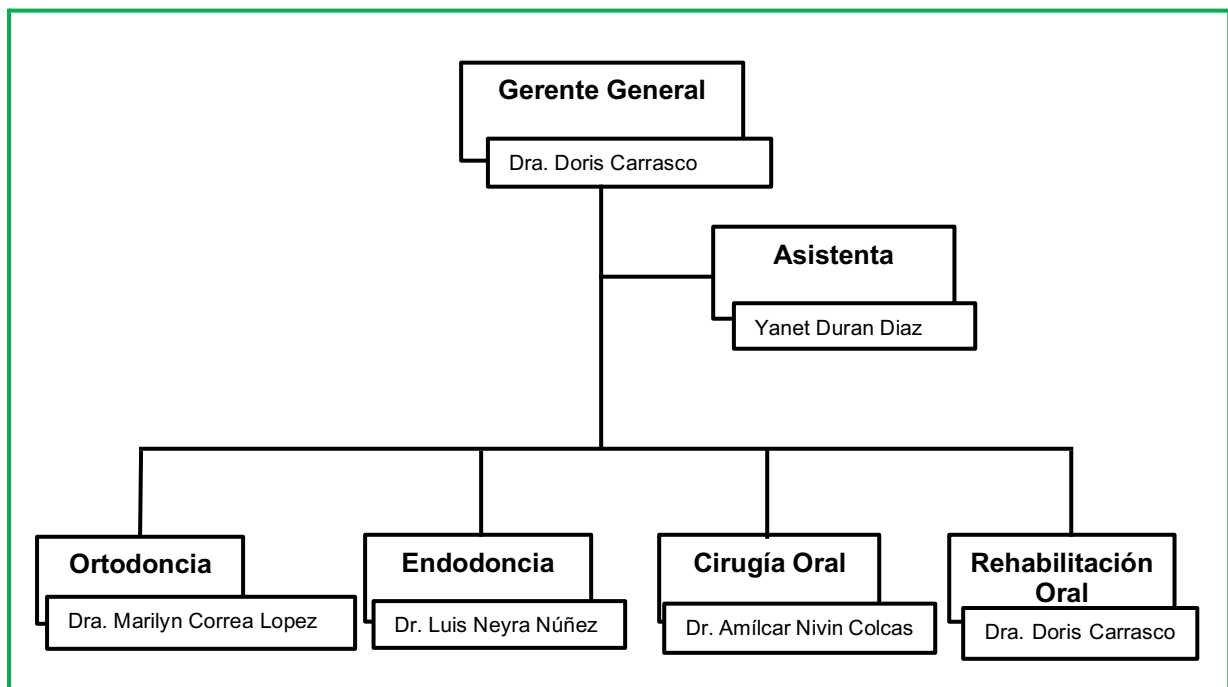 Gerente General
Dra. Doris Carrasco
Asistenta
Yanet Duran Diaz
Ortodoncia
Dra. Marilyn Correa Lopez
Endodoncia
Dr. Luis Neyra Núñez
Cirugía Oral
Dr. Amílcar Nivin Colcas
Rehabilitación
Oral
Dra. Doris Carrasco